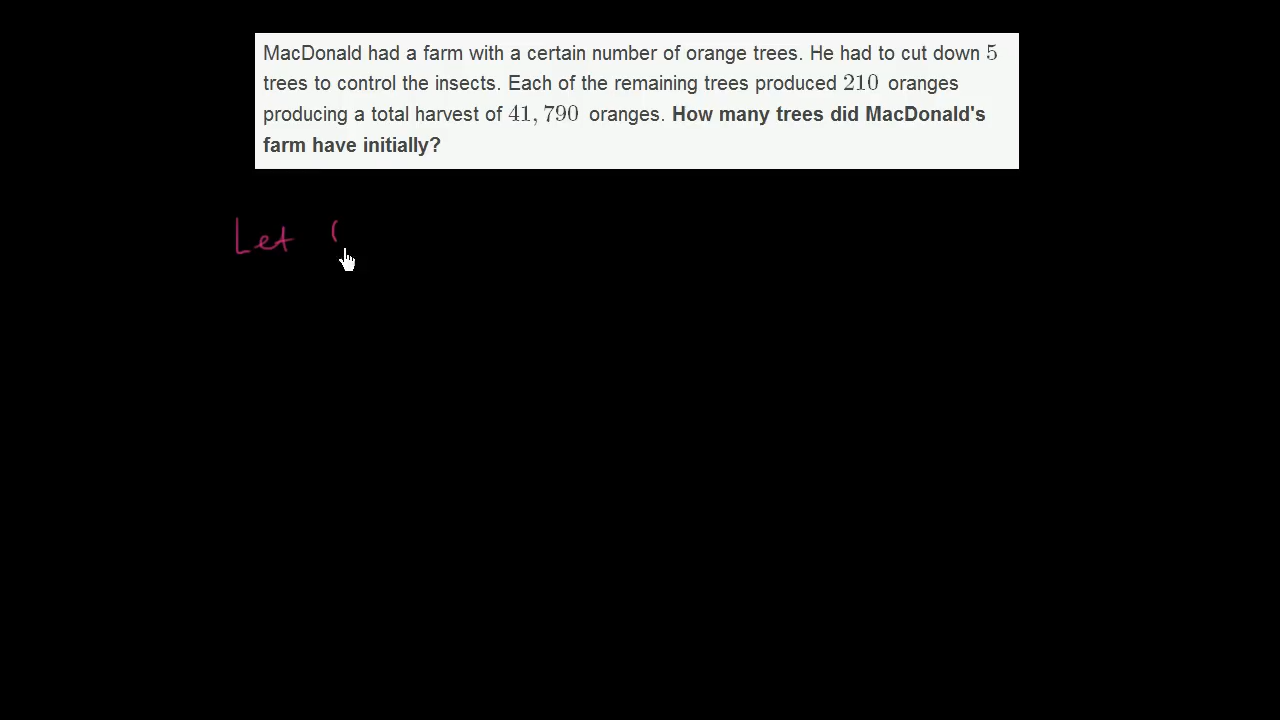 MacDonald had a farm with a certain number of orange trees. He had to cut down 5
trees to control the insects. Each of the remaining trees produced 210 oranges
producing a total harvest of 41, 790 oranges. How many trees did MacDonald's
farm have initially?
Let